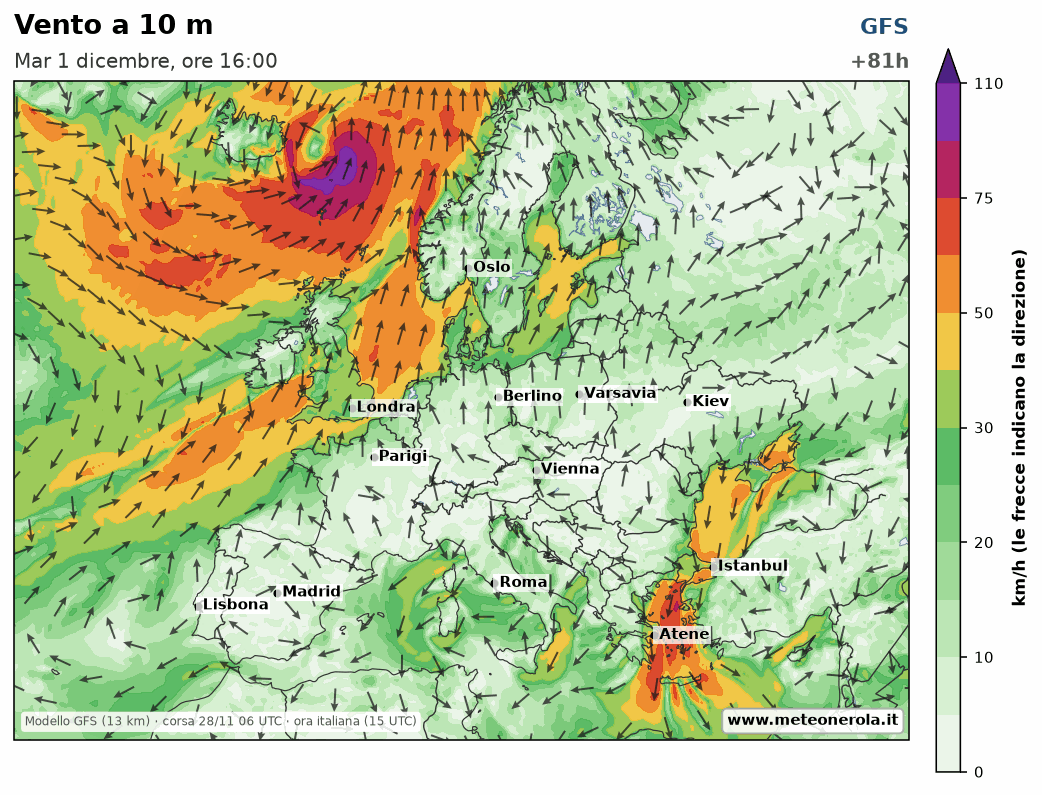 Vento a 10 m
GFS
Mar 1 dicembre, ore 16:00
+81h
110
75
50
30
20
10
0
km/h (le frecce indicano la direzione)
Oslo
Berlino
Varsavia
Kiev
Londra
Parigi
Vienna
Istanbul
Roma
Madrid
Lisbona
Atene
Modello GFS (13 km) · corsa 28/11 06 UTC · ora italiana (15 UTC)
www.meteonerola.it